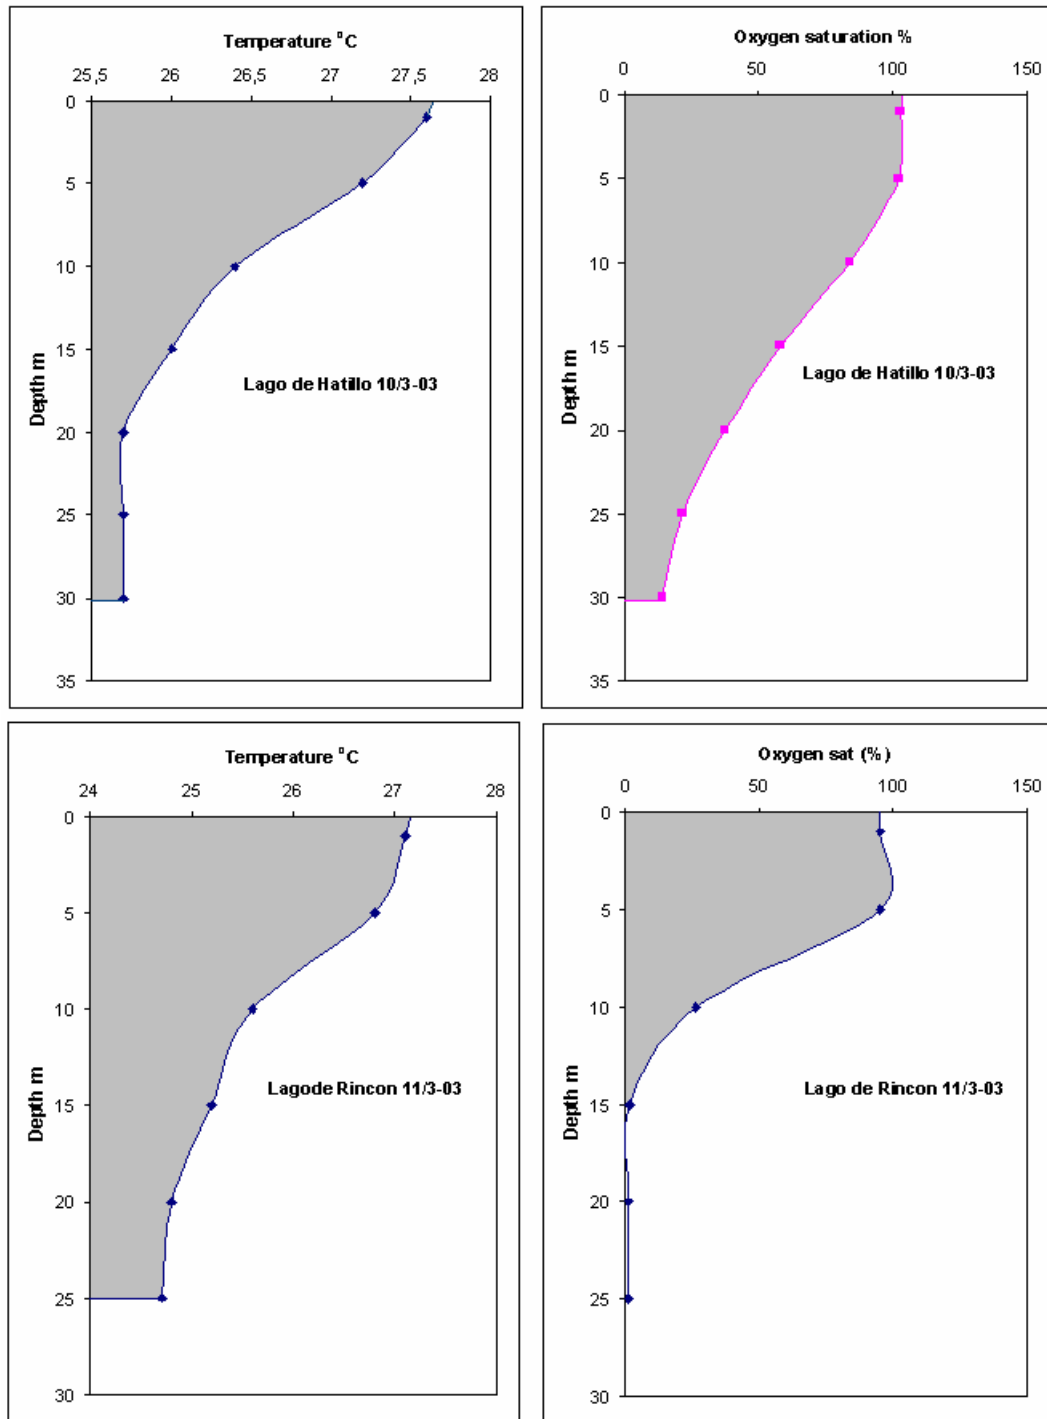 Temperature °C
25,5 26 26,5 27 27,5 28
0
5
10
15
20
25
30
35
Depth m
Lago de Hatillo 10/3-03
Oxygen saturation %
0 50 100 150
0
5
10
15
20
25
30
35
Depth m
Lago de Hatillo 10/3-03
Temperature °C
24 25 26 27 28
0
5
10
15
20
25
30
Depth m
Lagode Rincon 11/3-03
Oxygen sat (%)
0 50 100 150
0
5
10
15
20
25
30
Depth m
Lago de Rincon 11/3-03